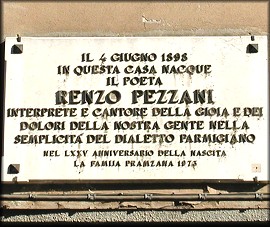 IL 4 GIUGNO 1898
IN QUESTA CASA NACQUE
IL POETA
RENZO PEZZANI
INTERPRETE E CANTORE DELLA GIOIA E DEI
DOLORI DELLA NOSTRA GENTE NELLA
SEMPLICITÀ DEL DIALETTO PARMIGIANO
NEL LXXV ANNIVERSARIO DELLA NASCITA
LA FAMIJA PRAMZANA 1973